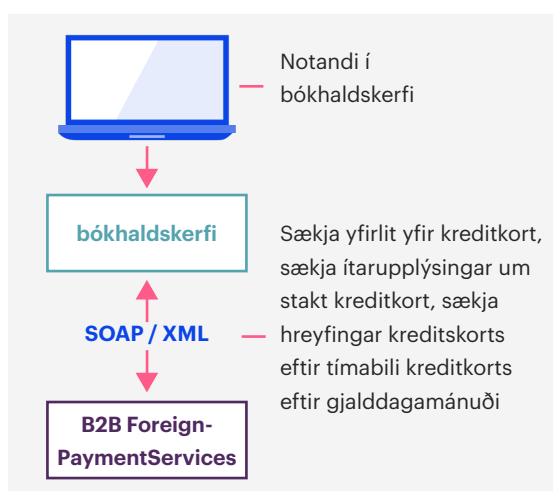 Notandi í
bókhaldskerfi
bókhaldskerfi
Sækja yfirlit yfir kreditkort,
sækja ítarupplýsingar um
stakt kreditkort, sækja
hreyfingar kreditskorts
eftir tímabili kreditkorts
eftir gjalddagamánuði
SOAP / XML
B2B Foreign-
PaymentServices